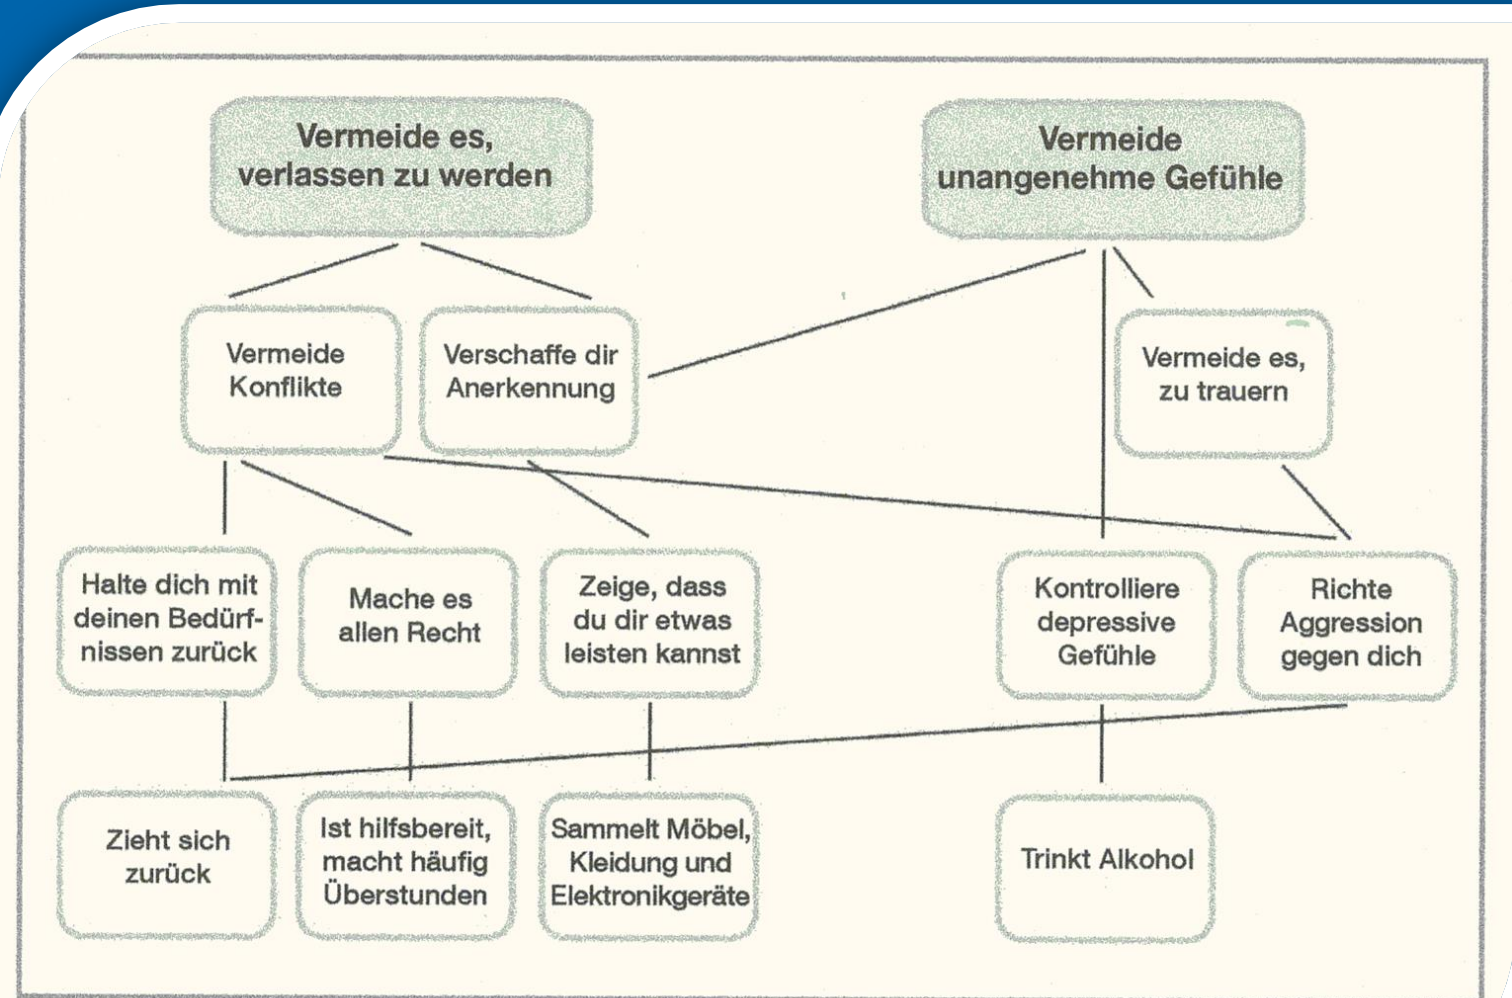 Vermeide es,
verlassen zu werden
Vermeide
unangenehme Gefühle
Vermeide
Konflikte
Verschaffe dir
Anerkennung
Vermeide es,
zu trauern
Halte dich mit
deinen Bedürf-
nissen zurück
Mache es
allen Recht
Zeige, dass
du dir etwas
leisten kannst
Kontrolliere
depressive
Gefühle
Richte
Aggression
gegen dich
Zieht sich
zurück
Ist hilfsbereit,
macht häufig
Überstunden
Sammelt Möbel,
Kleidung und
Elektronikgeräte
Trinkt Alkohol